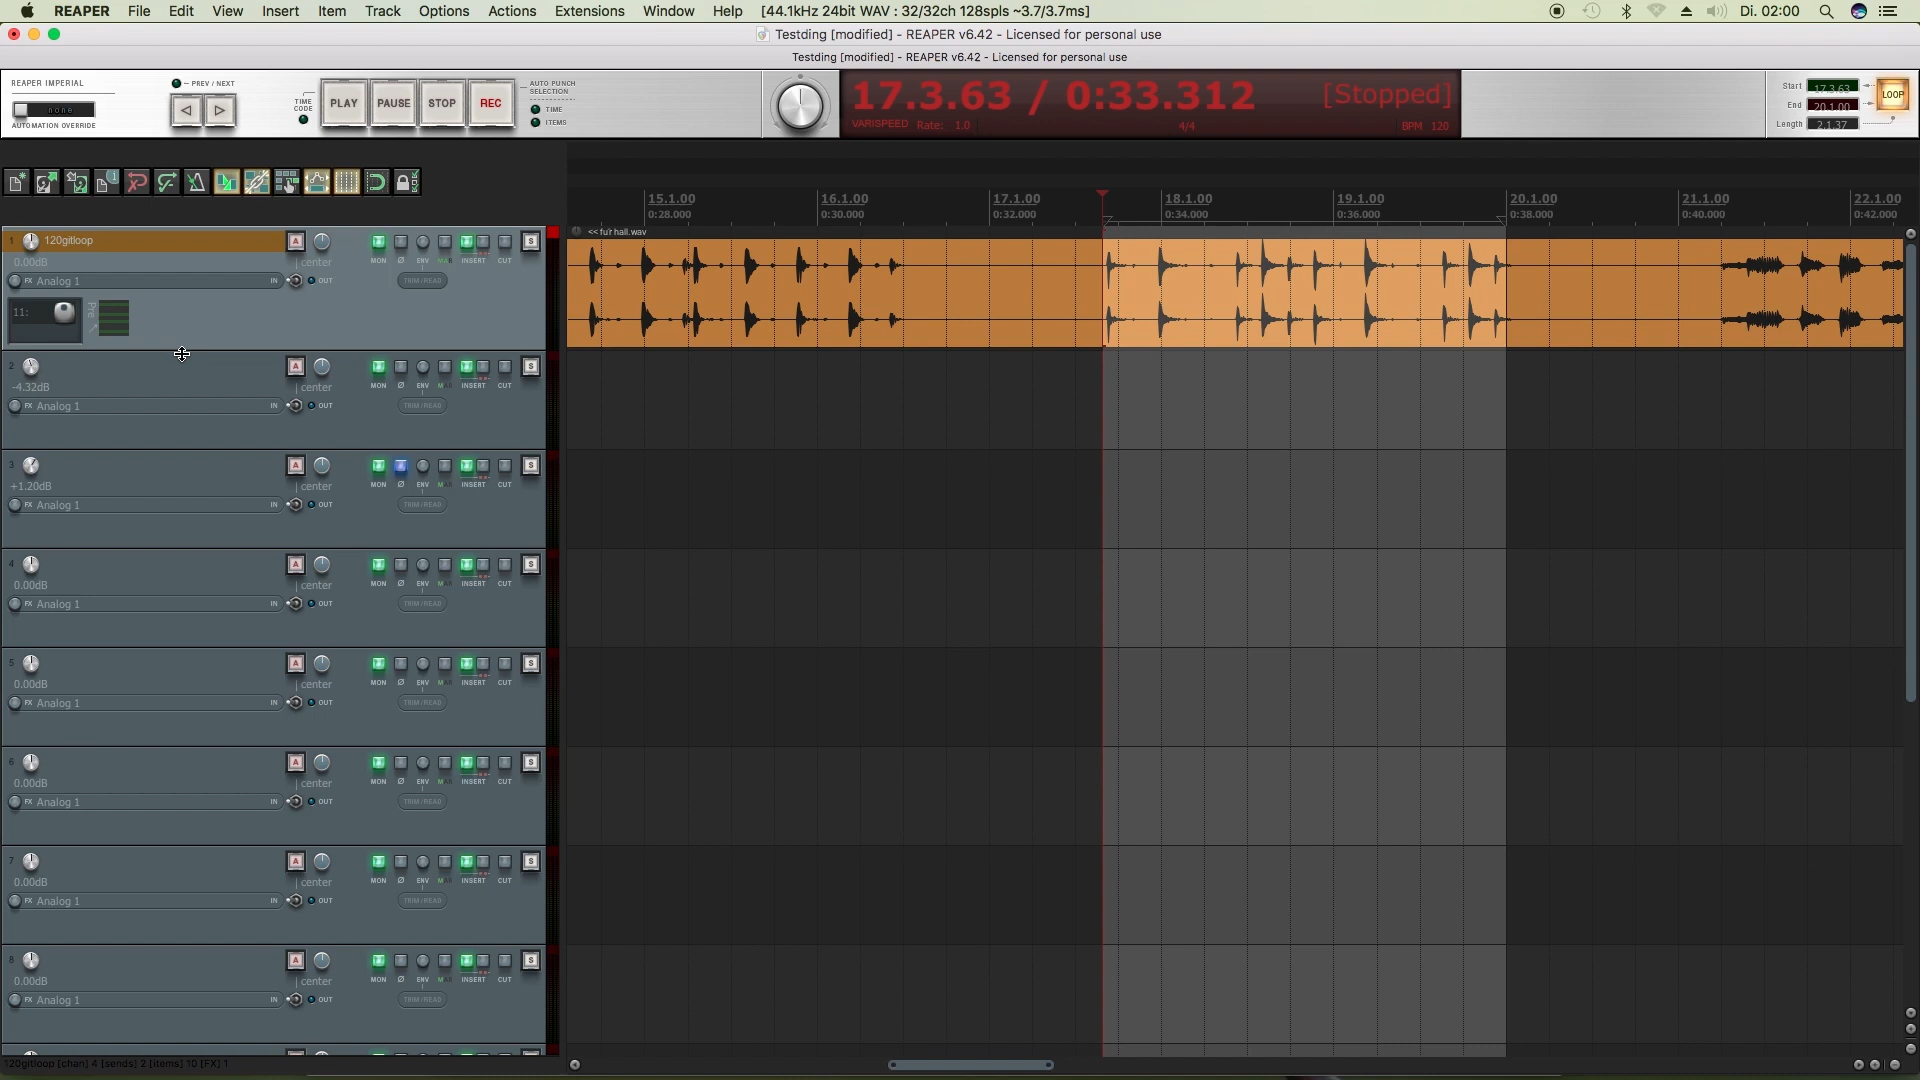 REAPER File Edit View Insert Item Track Options Actions Extensions Window Help [44.1kHz 24bit WAV : 32/32ch 128spls ~3.7/3.7ms] Di. 02:00
Testding [modified] - REAPER v6.42 - Licensed for personal use
Testding [modified] - REAPER v6.42 - Licensed for personal use
REAPER IMPERIAL
none
AUTOMATION OVERRIDE
PREV / NEXT
TIME CODE
PLAY PAUSE STOP REC
AUTO PUNCH SELECTION
TIME
ITEMS
17.3.63 / 0:33.312 [Stopped]
VARISPEED Rate: 1.0 4/4 BPM 120
Start 17.3.63
End 20.1.00
Length 2.1.37
LOOP
15.1.00 16.1.00 17.1.00 18.1.00 19.1.00 20.1.00 21.1.00 22.1.00
0:28.000 0:30.000 0:32.000 0:34.000 0:36.000 0:38.000 0:40.000 0:42.000
<< für hall.wav
1 120gitloop A S
0.00dB center MON Ø ENV INSERT CUT
FX Analog 1 IN OUT TRIM/READ
11: Pre
2 A S
-4.32dB center MON Ø ENV INSERT CUT
FX Analog 1 IN OUT TRIM/READ
3 A S
+1.20dB center MON Ø ENV INSERT CUT
FX Analog 1 IN OUT TRIM/READ
4 A S
0.00dB center MON Ø ENV INSERT CUT
FX Analog 1 IN OUT TRIM/READ
5 A S
0.00dB center MON Ø ENV INSERT CUT
FX Analog 1 IN OUT TRIM/READ
6 A S
0.00dB center MON Ø ENV INSERT CUT
FX Analog 1 IN OUT TRIM/READ
7 A S
0.00dB center MON Ø ENV INSERT CUT
FX Analog 1 IN OUT TRIM/READ
8 A S
0.00dB center MON Ø ENV INSERT CUT
FX Analog 1 IN OUT TRIM/READ
120gitloop [chan] 4 [sends] 2 [items] 10 [FX] 1